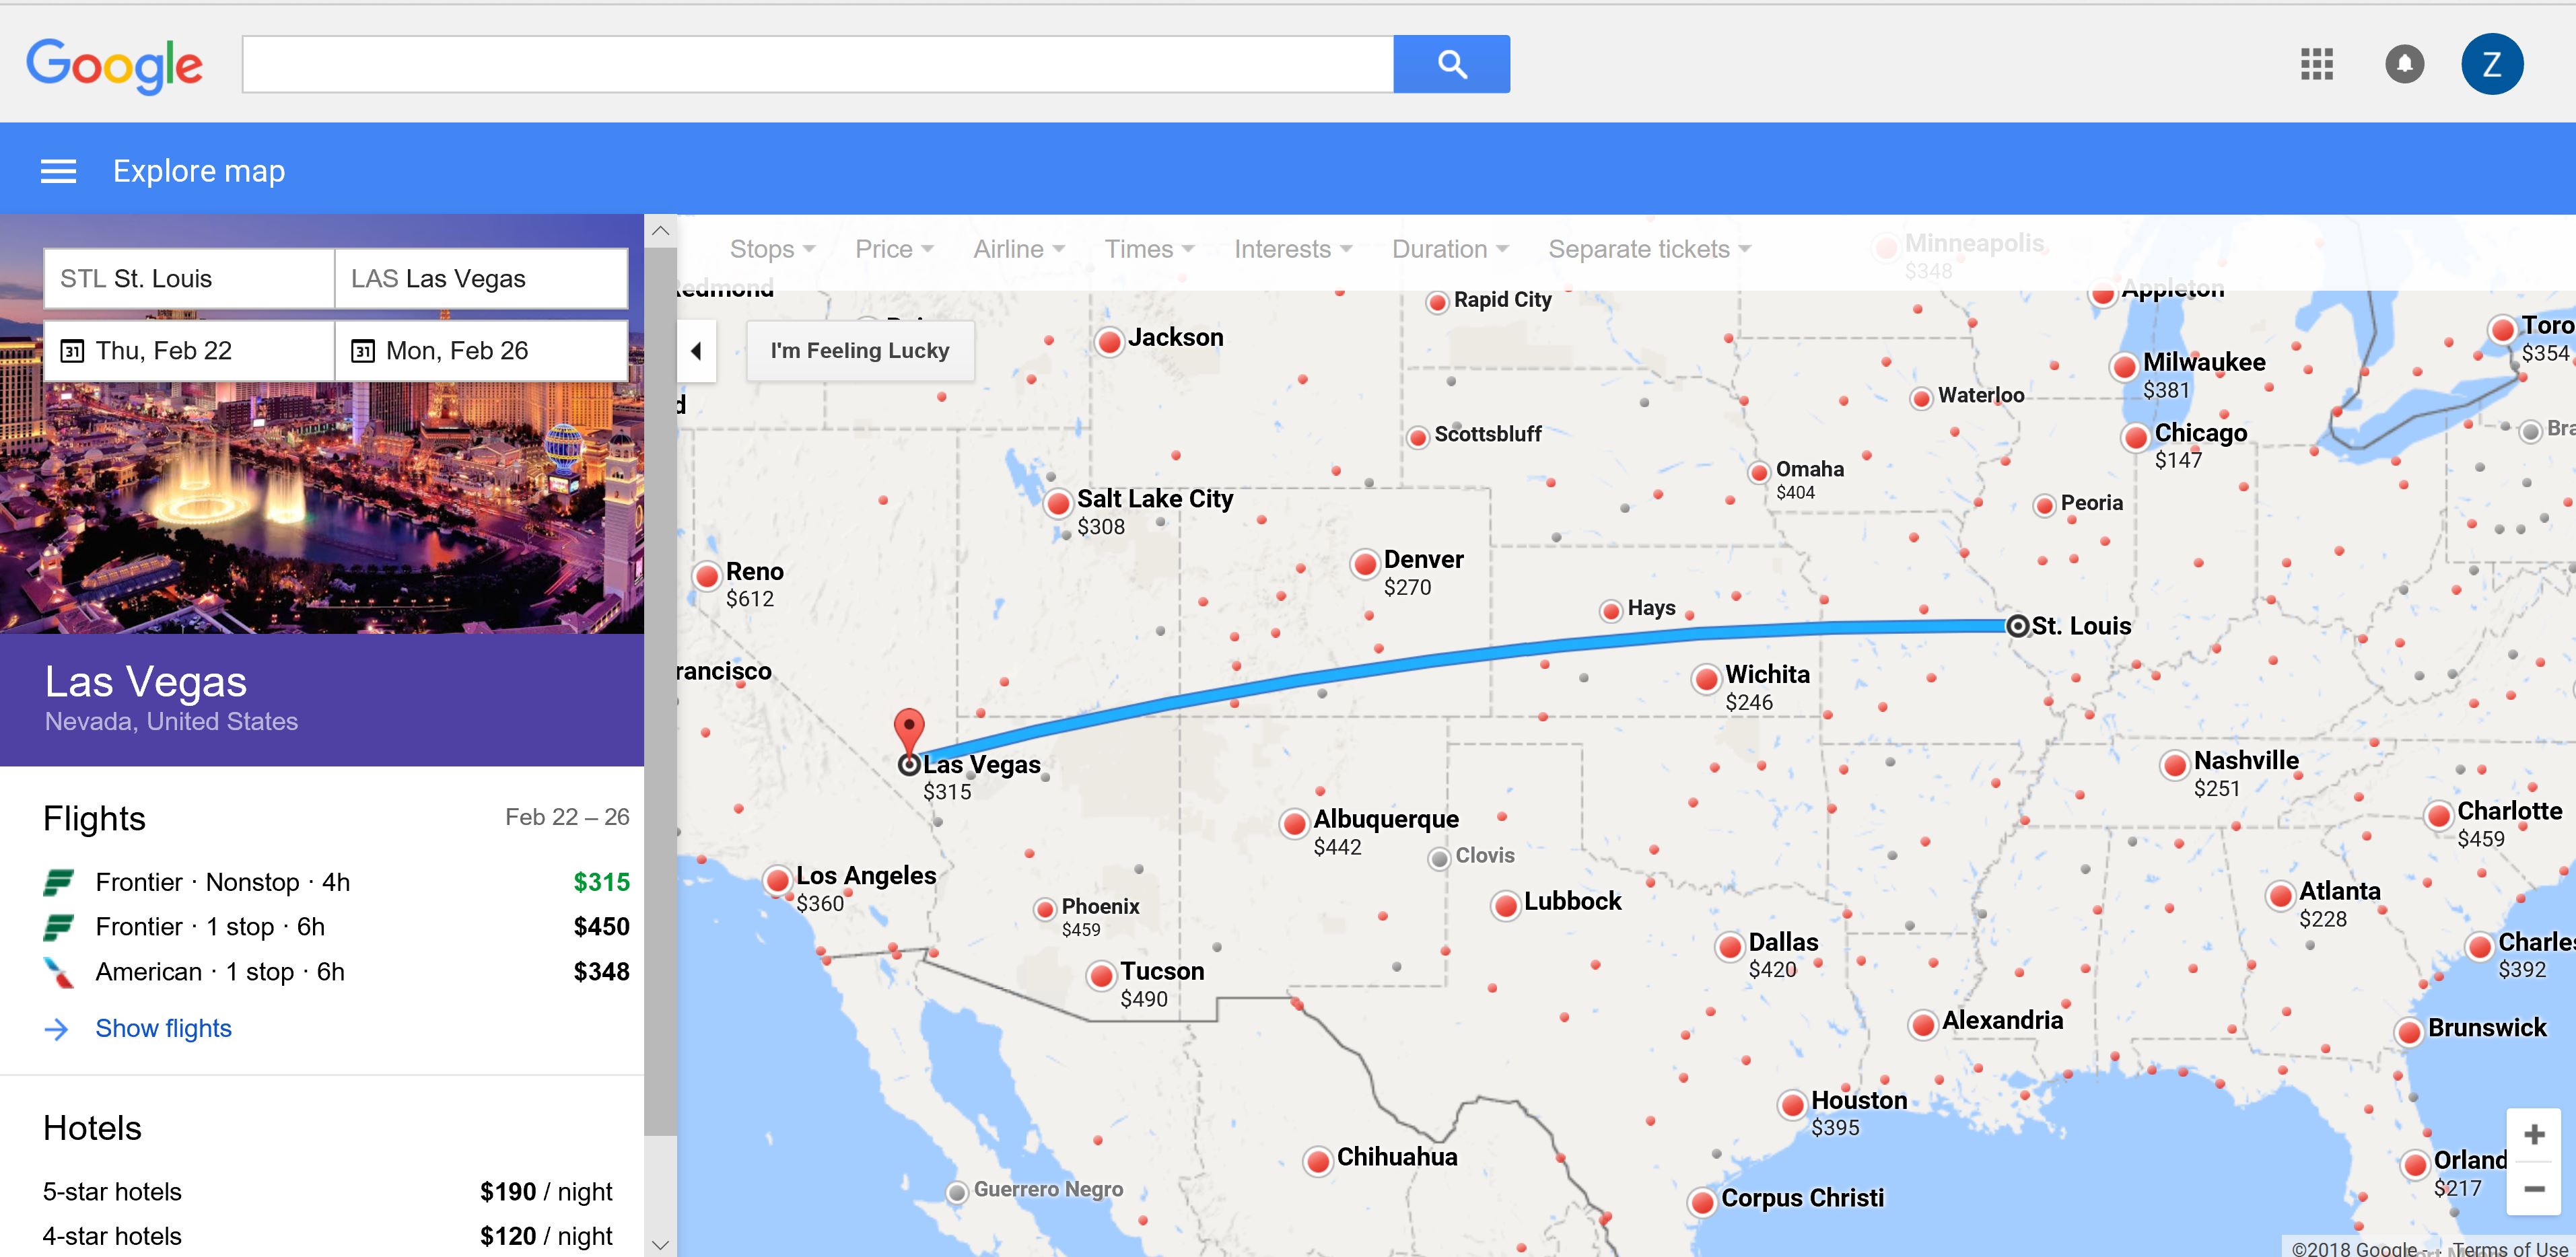 Google
Z
Explore map
STL St. Louis
LAS Las Vegas
31 Thu, Feb 22
31 Mon, Feb 26
Las Vegas
Nevada, United States
Flights
Feb 22 – 26
Frontier · Nonstop · 4h $315
Frontier · 1 stop · 6h $450
American · 1 stop · 6h $348
Show flights
Hotels
5-star hotels $190 / night
4-star hotels $120 / night
Stops
Price
Airline
Times
Interests
Duration
Separate tickets
I'm Feeling Lucky
Minneapolis
$348
Redmond
Rapid City
Appleton
Jackson
Toro
$354
Milwaukee
$381
Waterloo
Scottsbluff
Chicago
$147
Bra
Omaha
$404
Salt Lake City
$308
Peoria
Reno
$612
Denver
$270
Hays
St. Louis
rancisco
Wichita
$246
Las Vegas
$315
Nashville
$251
Albuquerque
$442
Charlotte
$459
Clovis
Los Angeles
$360
Phoenix
$459
Lubbock
Atlanta
$228
Dallas
$420
Charles
$392
Tucson
$490
Alexandria
Brunswick
Houston
$395
Chihuahua
Orland
$217
Guerrero Negro
Corpus Christi
+
−
©2018 Google - Terms of Use